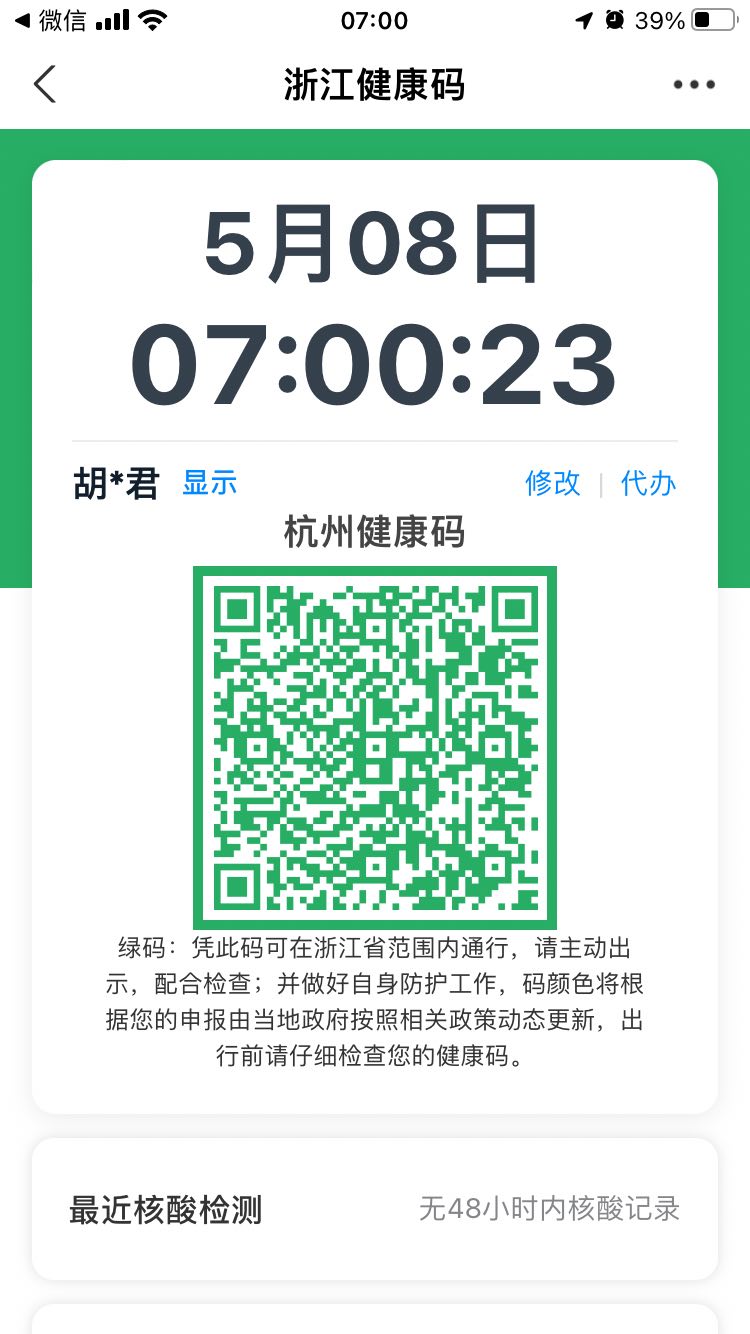 微信 07:00 39%
浙江健康码
5月08日
07:00:23
胡*君 显示 修改 | 代办
杭州健康码
绿码：凭此码可在浙江省范围内通行，请主动出
示，配合检查；并做好自身防护工作，码颜色将根
据您的申报由当地政府按照相关政策动态更新，出
行前请仔细检查您的健康码。
最近核酸检测 无48小时内核酸记录